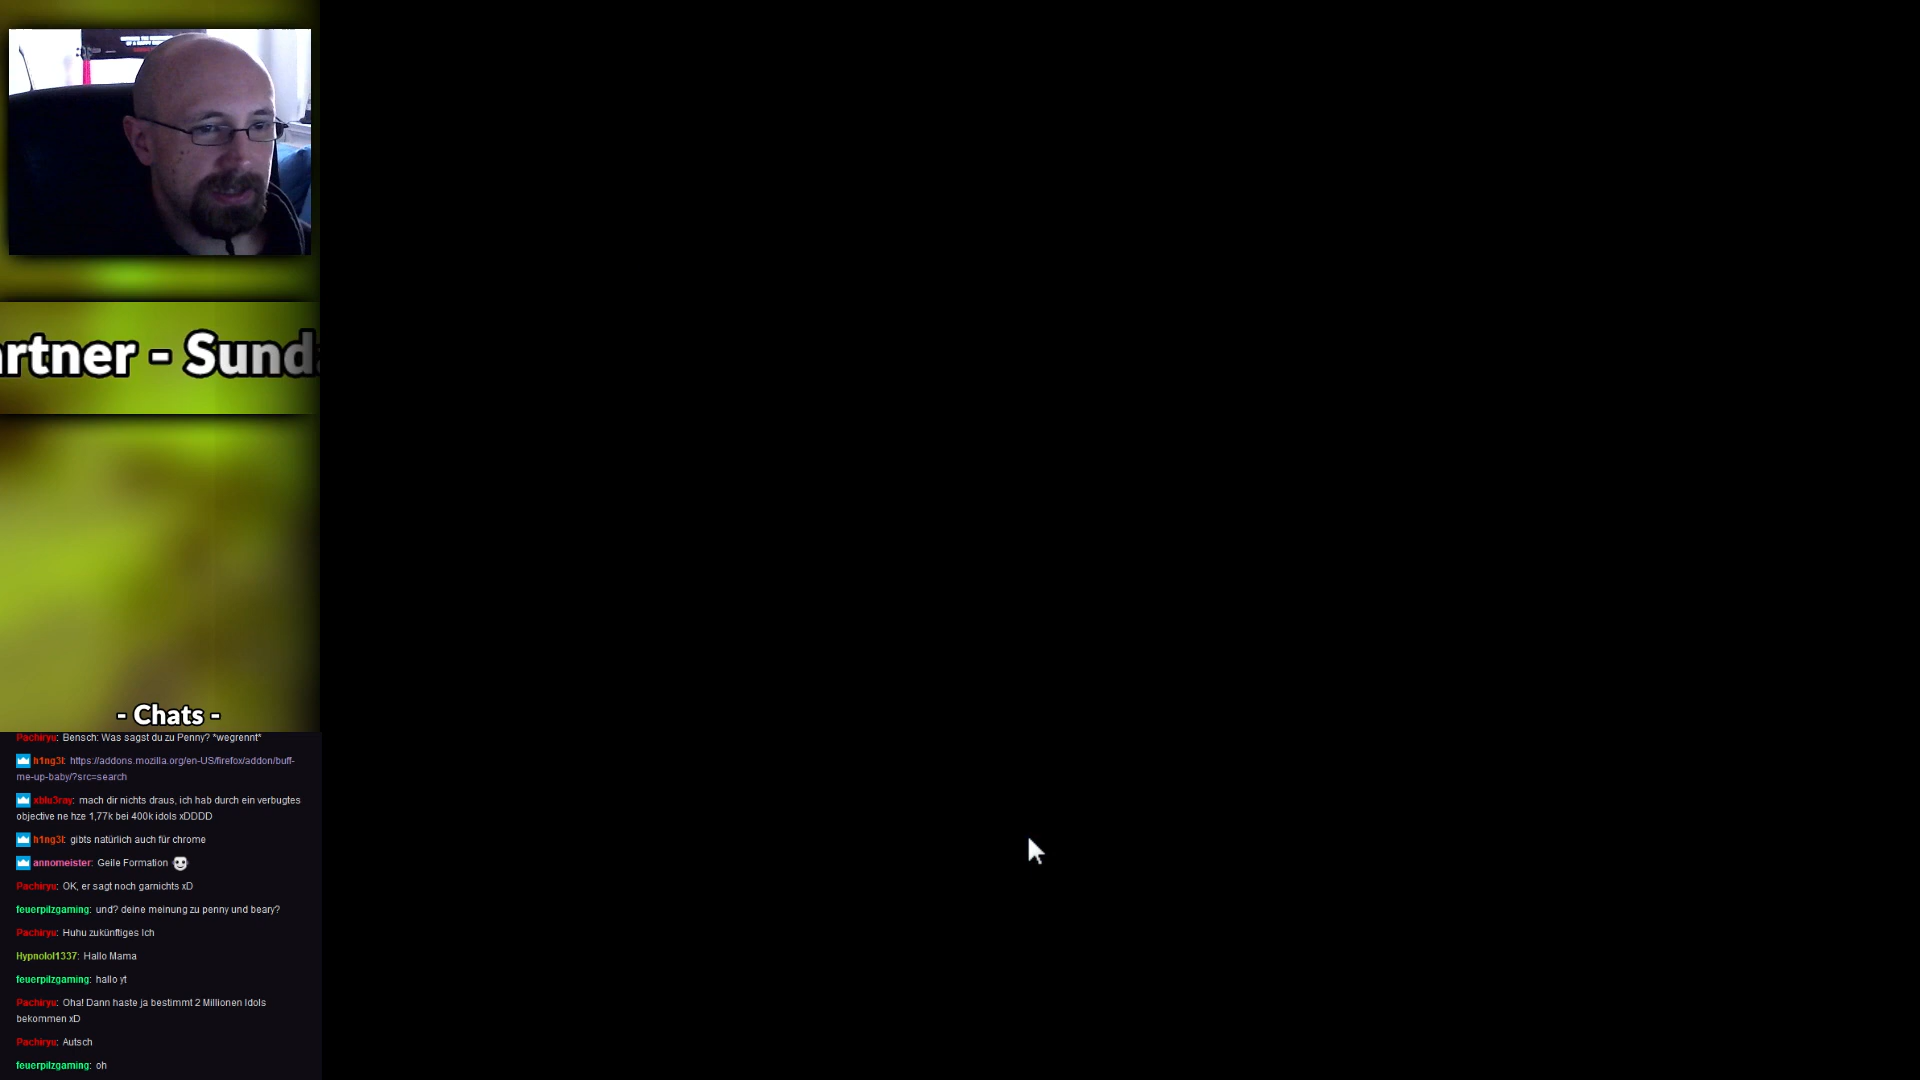 artner - Sund
- Chats -
Pachiryu: Bensch: Was sagst du zu Penny? *wegrennt*
h1ng3l: https://addons.mozilla.org/en-US/firefox/addon/buff-
me-up-baby/?src=search
xblu3ray: mach dir nichts draus, ich hab durch ein verbugtes
objective ne hze 1,77k bei 400k idols xDDDD
h1ng3l: gibts natürlich auch für chrome
annomeister: Geile Formation
Pachiryu: OK, er sagt noch garnichts xD
feuerpilzgaming: und? deine meinung zu penny und beary?
Pachiryu: Huhu zukünftiges Ich
Hypnolol1337: Hallo Mama
feuerpilzgaming: hallo yt
Pachiryu: Oha! Dann haste ja bestimmt 2 Millionen Idols
bekommen xD
Pachiryu: Autsch
feuerpilzgaming: oh